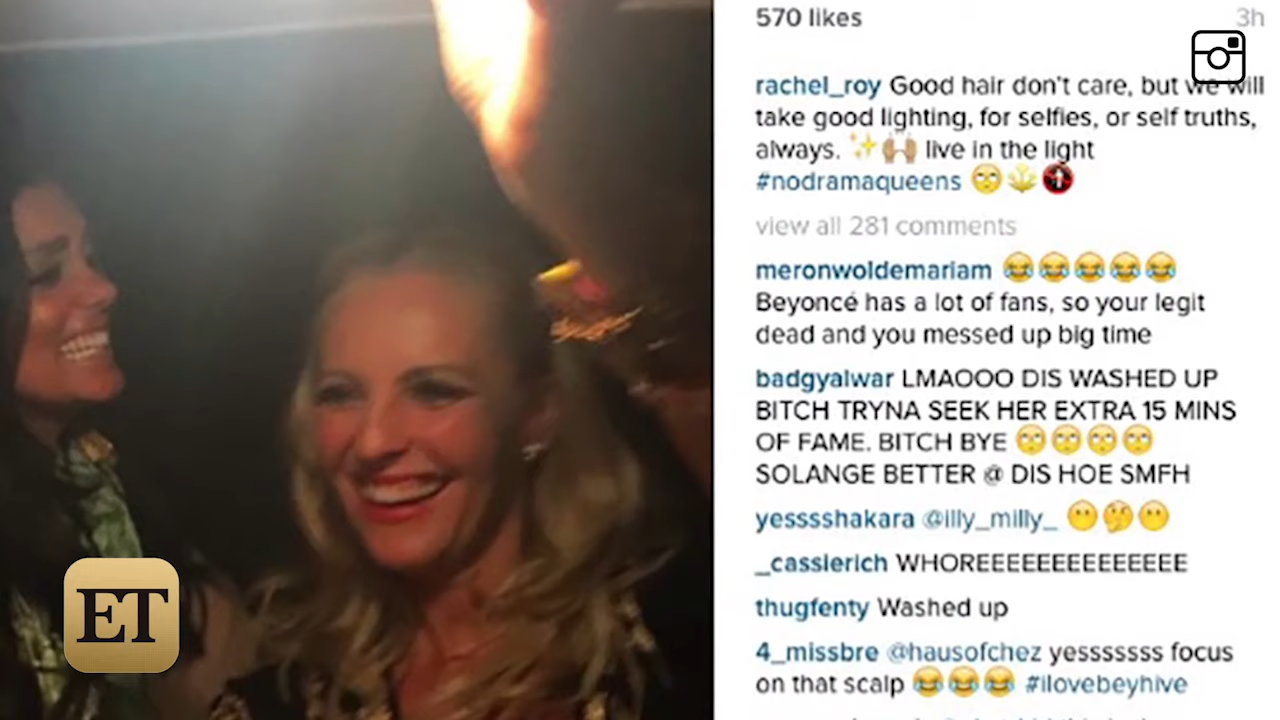 570 likes
3h
rachel_roy Good hair don't care, but we will
take good lighting, for selfies, or self truths,
always. ✨🙌🏽 live in the light
#nodramaqueens 🙄
view all 281 comments
meronwoldemariam 😂😂😂😂😂
Beyoncé has a lot of fans, so your legit
dead and you messed up big time
badgyalwar LMAOOO DIS WASHED UP
BITCH TRYNA SEEK HER EXTRA 15 MINS
OF FAME. BITCH BYE 🙄🙄🙄🙄
SOLANGE BETTER @ DIS HOE SMFH
yesssshakara @illy_milly_ 😶🤔😶
_cassierich WHOREEEEEEEEEEEEEEE
thugfenty Washed up
4_missbre @hausofchez yesssssss focus
on that scalp 😂😂😂 #ilovebeyhive
ET